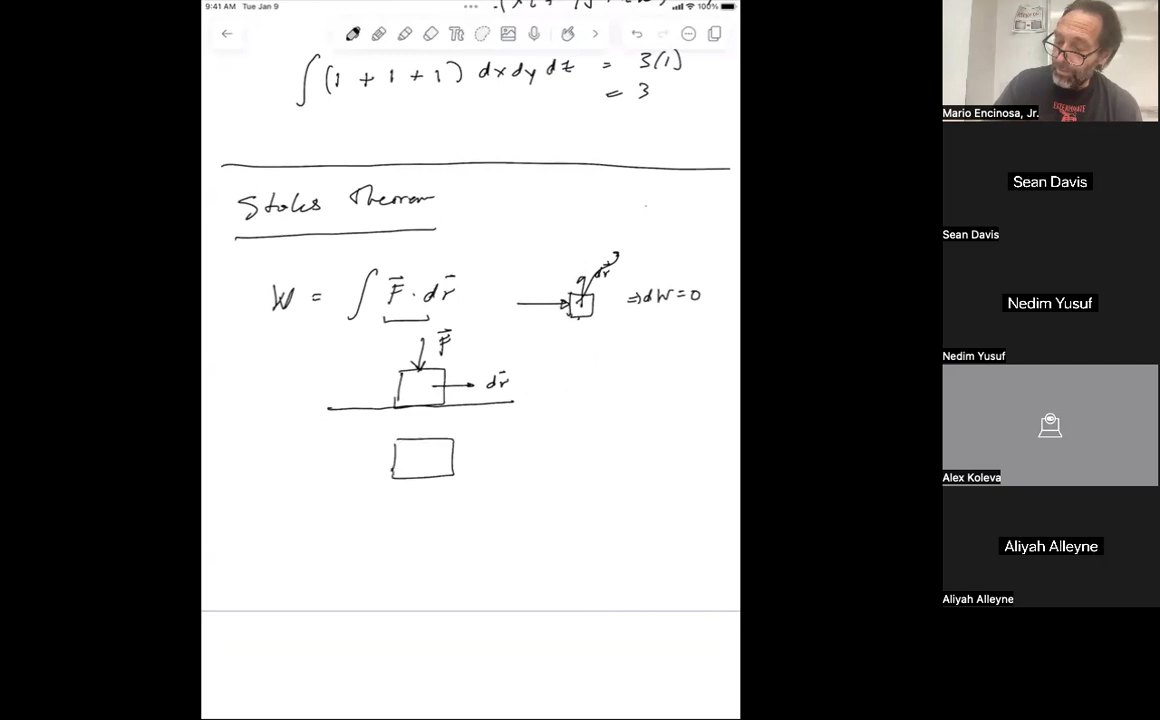 9:41 AM Tue Jan 9
100%
∫(1 + 1 + 1) dx dy dz = 3(1)
= 3
Stokes Theorem
W = ∫ F⃗ · dr⃗
dr⃗
⇒ dW = 0
F⃗
dr⃗
EXTERMINATE
Mario Encinosa, Jr.
Sean Davis
Sean Davis
Nedim Yusuf
Nedim Yusuf
Alex Koleva
Aliyah Alleyne
Aliyah Alleyne